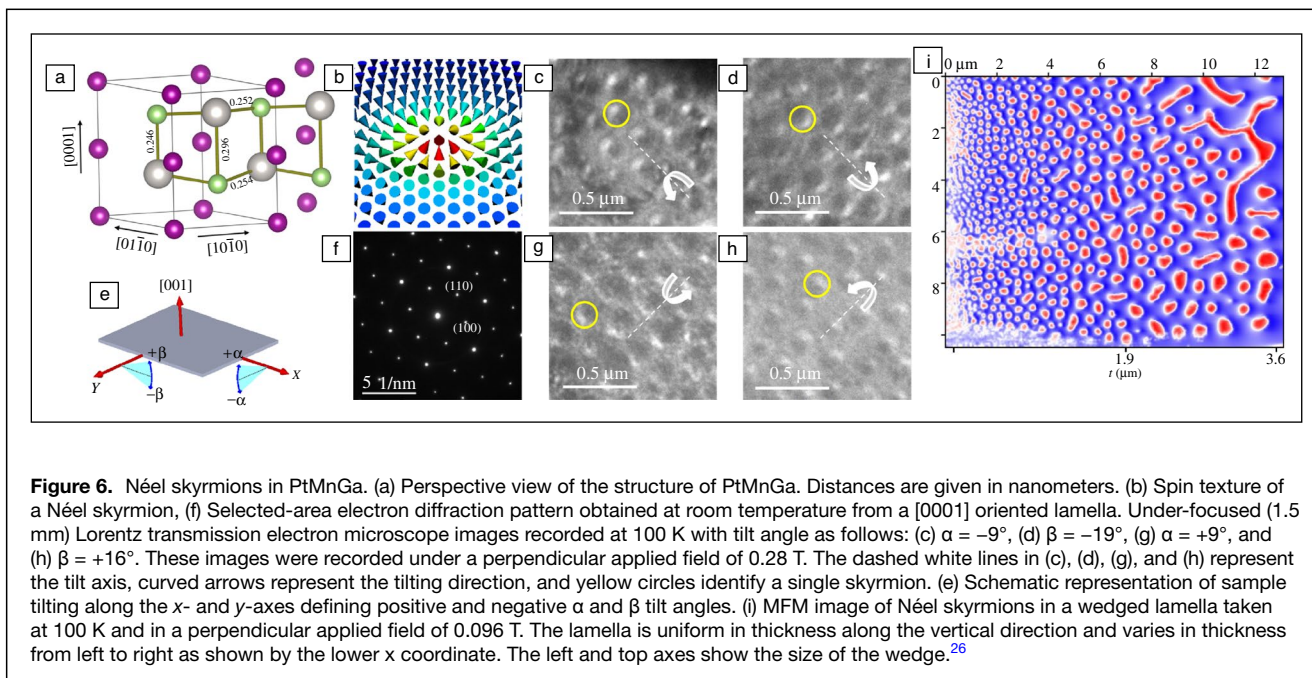 a
[0001]
0.252
0.246
0.296
0.254
[011̅0]
[101̅0]
b
c
0.5 μm
d
0.5 μm
i
0 μm 2 4 6 8 10 12
0
2
4
6
8
1.9
3.6
t (μm)
e
[001]
+β
+α
Y
X
−β
−α
f
(110)
(100)
5 1/nm
g
0.5 μm
h
0.5 μm
Figure 6. Néel skyrmions in PtMnGa. (a) Perspective view of the structure of PtMnGa. Distances are given in nanometers. (b) Spin texture of
a Néel skyrmion, (f) Selected-area electron diffraction pattern obtained at room temperature from a [0001] oriented lamella. Under-focused (1.5
mm) Lorentz transmission electron microscope images recorded at 100 K with tilt angle as follows: (c) α = −9°, (d) β = −19°, (g) α = +9°, and
(h) β = +16°. These images were recorded under a perpendicular applied field of 0.28 T. The dashed white lines in (c), (d), (g), and (h) represent
the tilt axis, curved arrows represent the tilting direction, and yellow circles identify a single skyrmion. (e) Schematic representation of sample
tilting along the x- and y-axes defining positive and negative α and β tilt angles. (i) MFM image of Néel skyrmions in a wedged lamella taken
at 100 K and in a perpendicular applied field of 0.096 T. The lamella is uniform in thickness along the vertical direction and varies in thickness
from left to right as shown by the lower x coordinate. The left and top axes show the size of the wedge.26